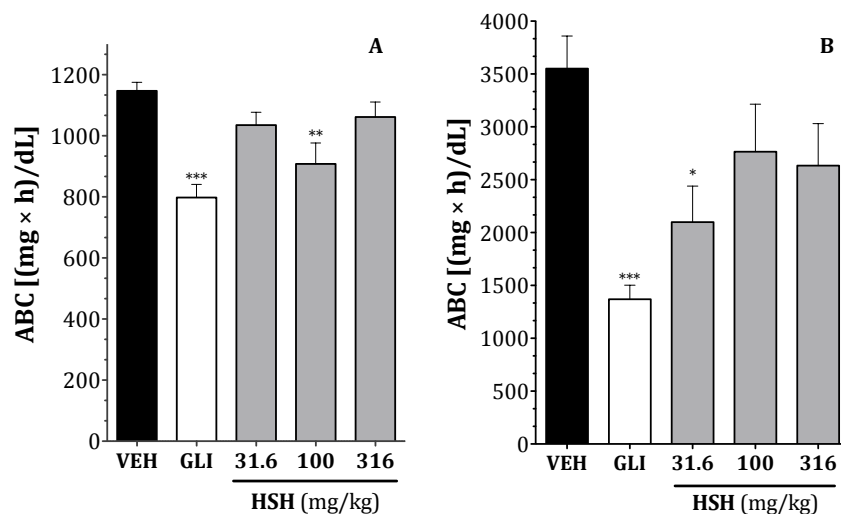 A
ABC [(mg × h)/dL]
1200
1000
800
600
400
200
0
***
**
VEH GLI 31.6 100 316
HSH (mg/kg)
B
ABC [(mg × h)/dL]
4000
3500
3000
2500
2000
1500
1000
500
0
***
*
VEH GLI 31.6 100 316
HSH (mg/kg)